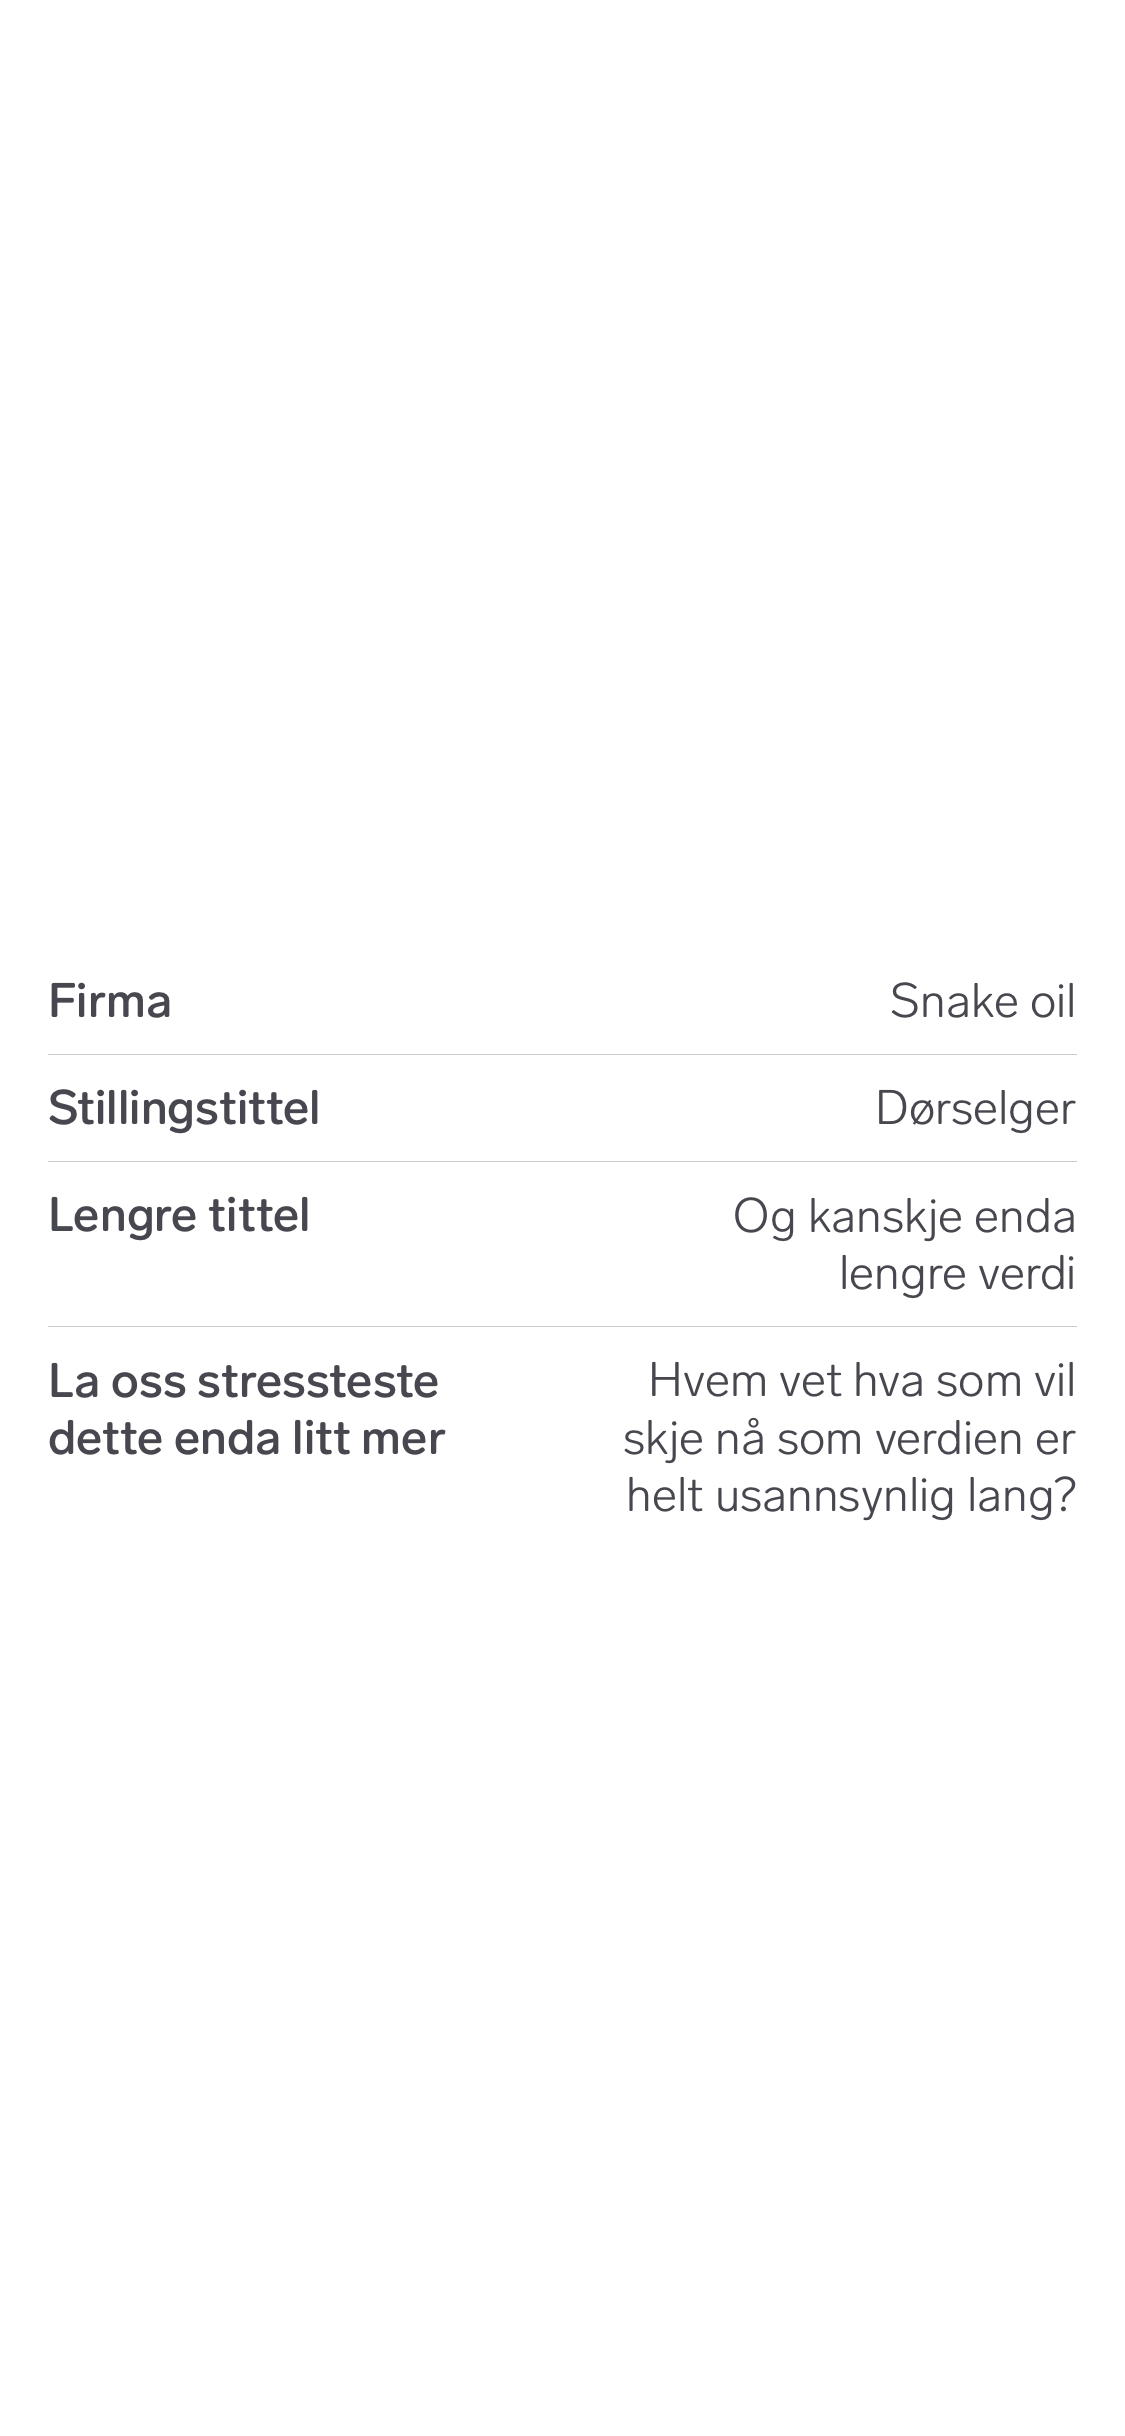 Firma
Snake oil
Stillingstittel
Dørselger
Lengre tittel
Og kanskje enda
lengre verdi
La oss stressteste
dette enda litt mer
Hvem vet hva som vil
skje nå som verdien er
helt usannsynlig lang?